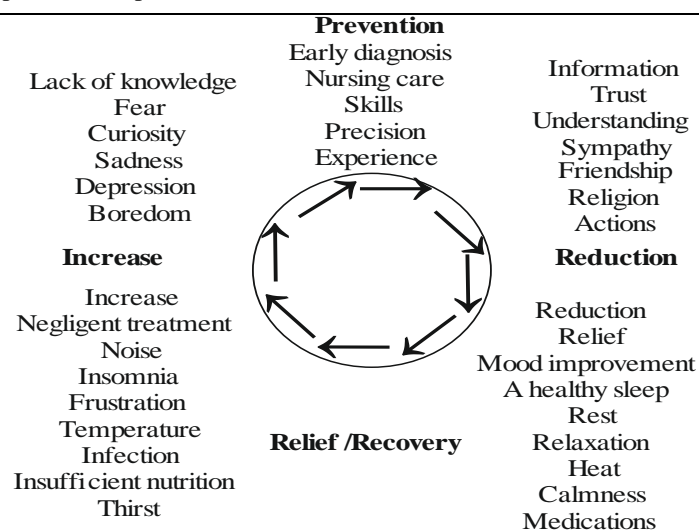 Prevention
Early diagnosis
Nursing care
Skills
Precision
Experience
Lack of knowledge
Fear
Curiosity
Sadness
Depression
Boredom
Information
Trust
Understanding
Sympathy
Friendship
Religion
Actions
Increase
Reduction
Increase
Negligent treatment
Noise
Insomnia
Frustration
Temperature
Infection
Insufficient nutrition
Thirst
Relief /Recovery
Reduction
Relief
Mood improvement
A healthy sleep
Rest
Relaxation
Heat
Calmness
Medications